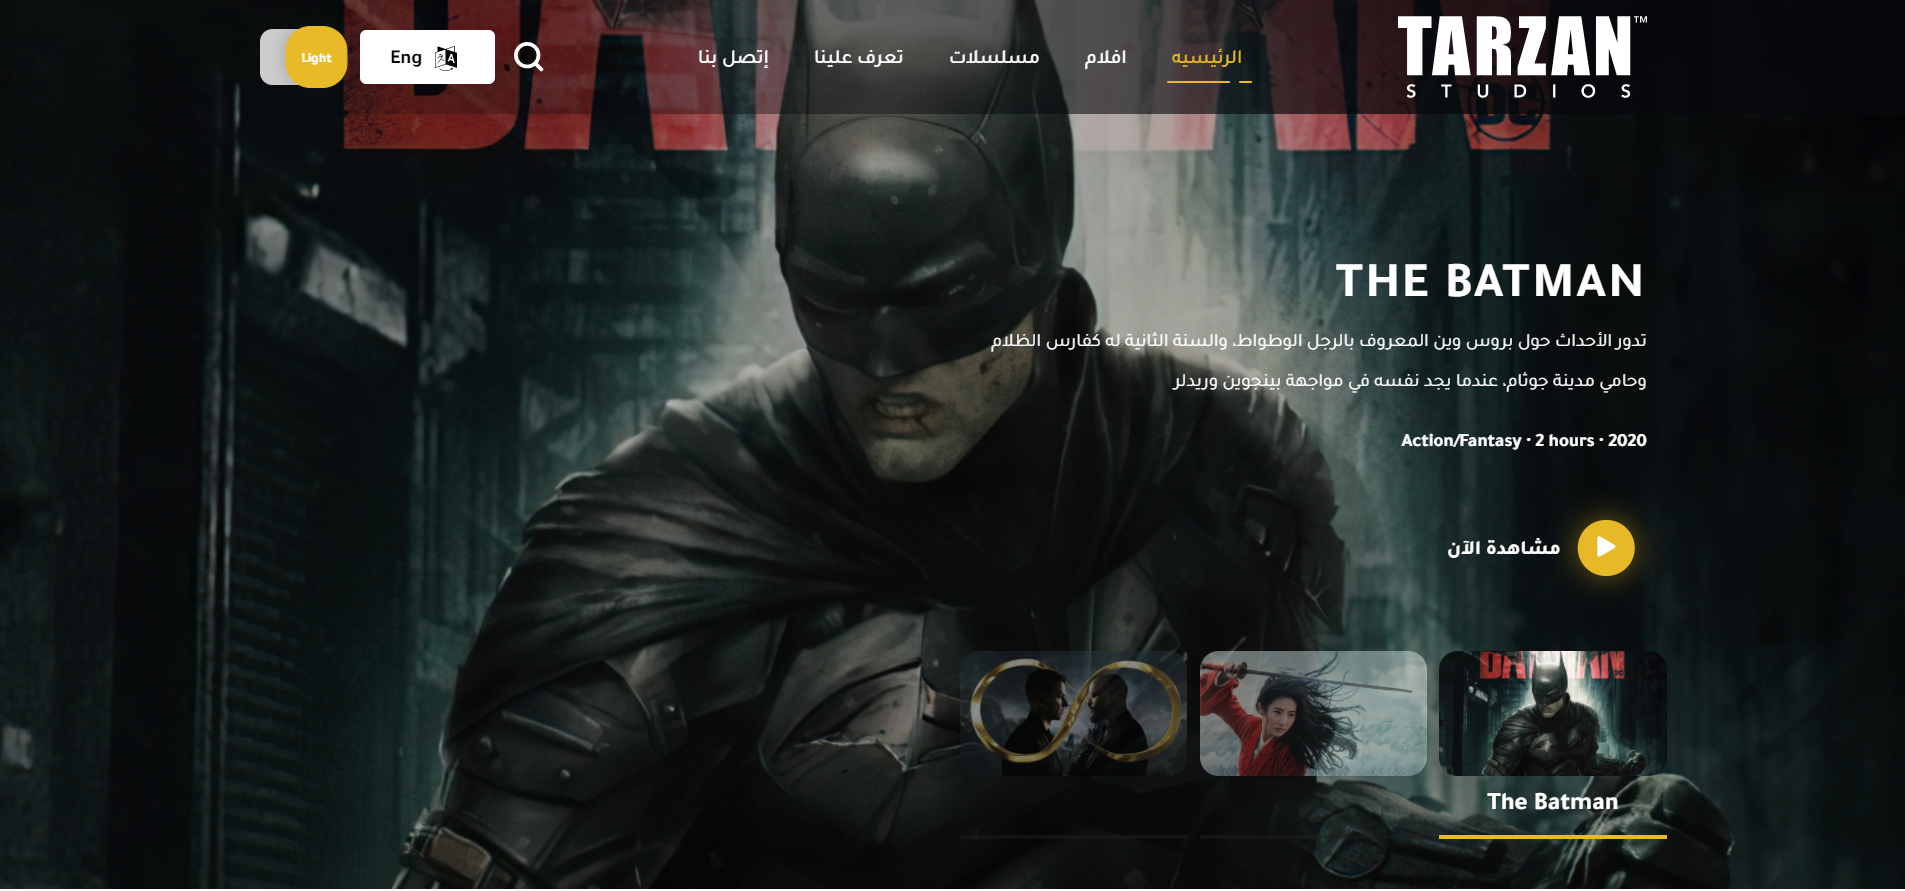 TARZAN™
STUDIOS
الرئيسيه
افلام
مسلسلات
تعرف علينا
إتصل بنا
Eng
Light
DC
THE BATMAN
تدور الأحداث حول بروس وين المعروف بالرجل الوطواط، والسنة الثانية له كفارس الظلام
وحامي مدينة جوثام، عندما يجد نفسه في مواجهة بينجوين وريدلر
Action/Fantasy • 2 hours • 2020
مشاهدة الآن
The Batman